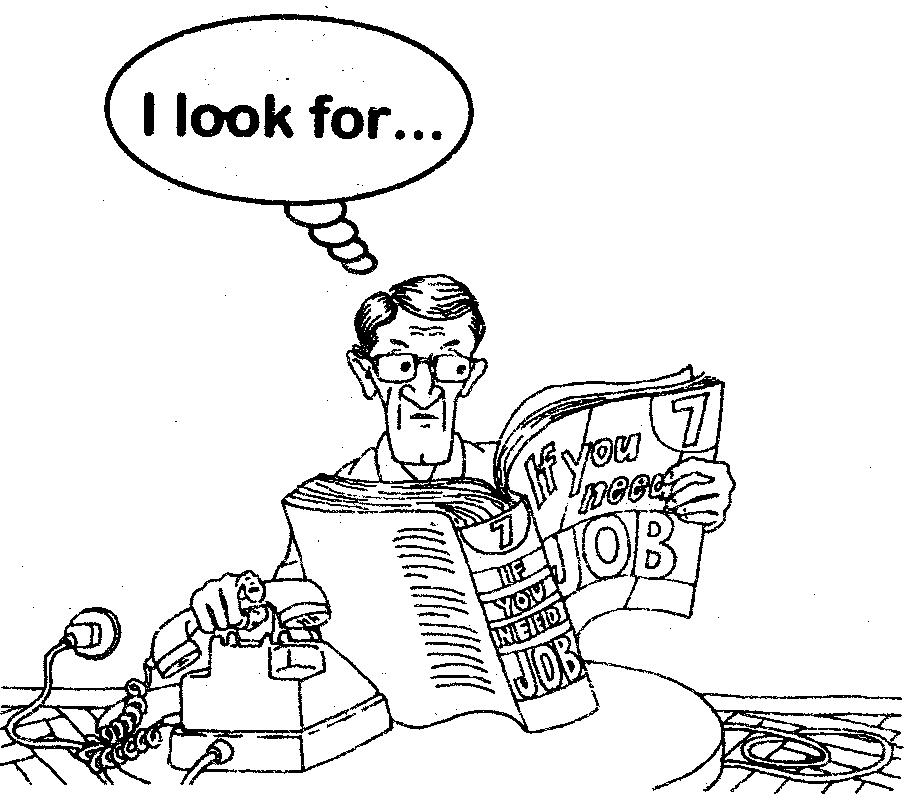 I look for...
7
If you
need
JOB
7
IF
YOU
NEED
JOB